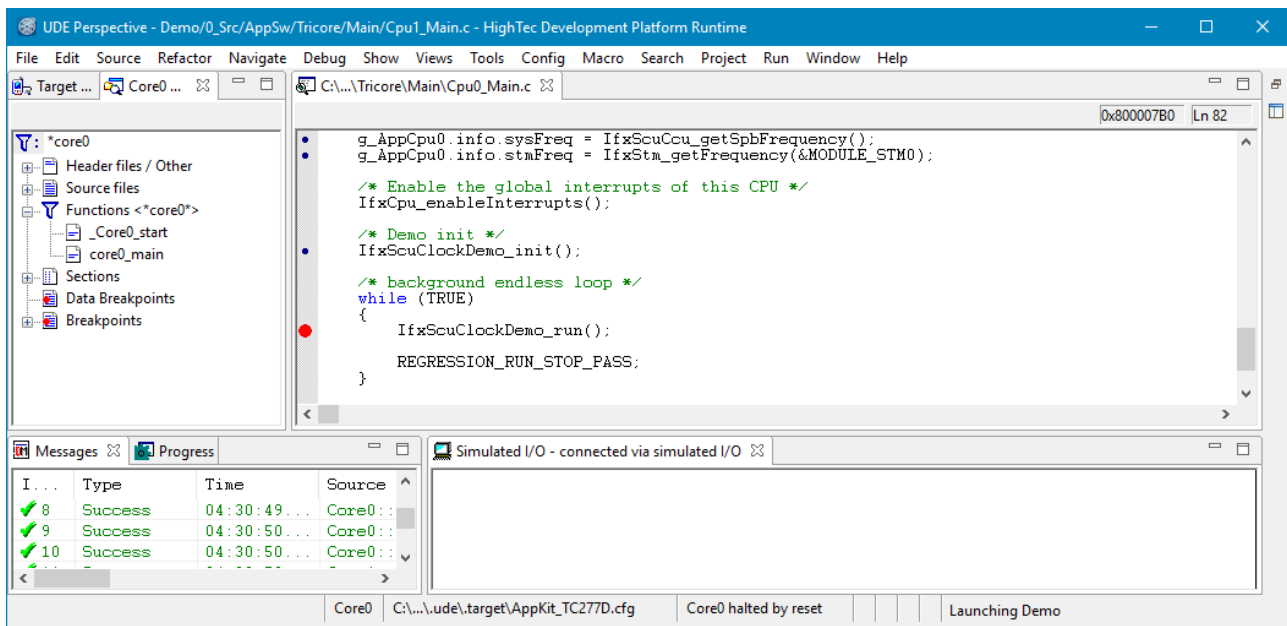 UDE Perspective - Demo/0_Src/AppSw/Tricore/Main/Cpu1_Main.c - HighTec Development Platform Runtime
File Edit Source Refactor Navigate Debug Show Views Tools Config Macro Search Project Run Window Help
Target ... Core0 ...
C:\...\Tricore\Main\Cpu0_Main.c
0x800007B0 Ln 82
*core0
Header files / Other
Source files
Functions <*core0*>
_Core0_start
core0_main
Sections
Data Breakpoints
Breakpoints
g_AppCpu0.info.sysFreq = IfxScuCcu_getSpbFrequency();
g_AppCpu0.info.stmFreq = IfxStm_getFrequency(&MODULE_STM0);
/* Enable the global interrupts of this CPU */
IfxCpu_enableInterrupts();
/* Demo init */
IfxScuClockDemo_init();
/* background endless loop */
while (TRUE)
{
IfxScuClockDemo_run();
REGRESSION_RUN_STOP_PASS;
}
Messages Progress
I... Type Time Source
8 Success 04:30:49... Core0::
9 Success 04:30:50... Core0::
10 Success 04:30:50... Core0::
Simulated I/O - connected via simulated I/O
Core0 C:\...\.ude\.target\AppKit_TC277D.cfg Core0 halted by reset Launching Demo